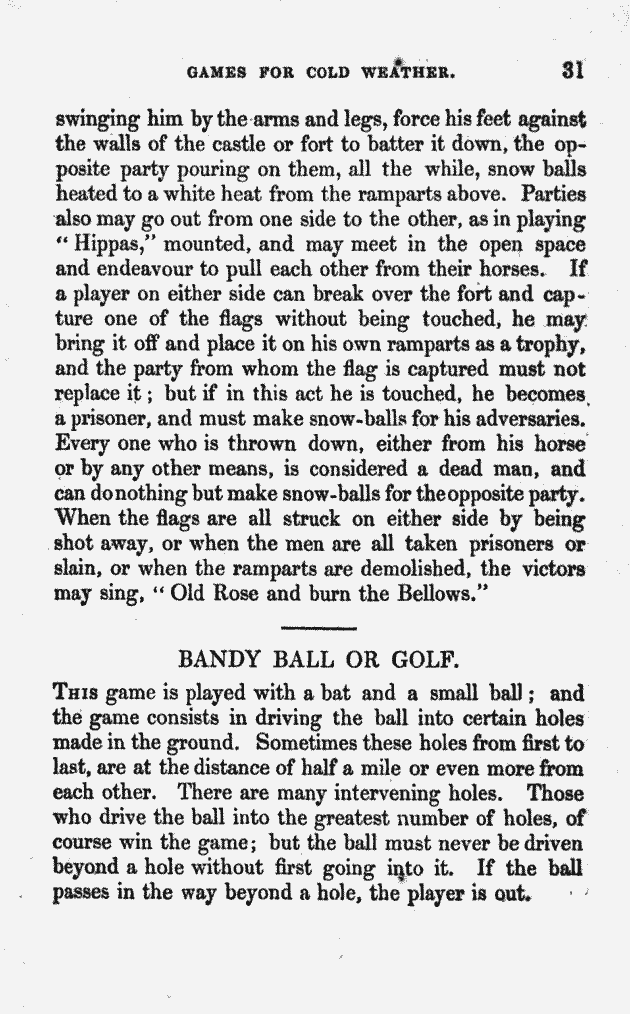 GAMES FOR COLD WEATHER. 31
swinging him by the arms and legs, force his feet against
the walls of the castle or fort to batter it down, the op-
posite party pouring on them, all the while, snow balls
heated to a white heat from the ramparts above. Parties
also may go out from one side to the other, as in playing
“ Hippas,” mounted, and may meet in the open space
and endeavour to pull each other from their horses. If
a player on either side can break over the fort and cap-
ture one of the flags without being touched, he may
bring it off and place it on his own ramparts as a trophy,
and the party from whom the flag is captured must not
replace it ; but if in this act he is touched, he becomes
a prisoner, and must make snow-balls for his adversaries.
Every one who is thrown down, either from his horse
or by any other means, is considered a dead man, and
can do nothing but make snow-balls for the opposite party.
When the flags are all struck on either side by being
shot away, or when the men are all taken prisoners or
slain, or when the ramparts are demolished, the victors
may sing, “ Old Rose and burn the Bellows.”
BANDY BALL OR GOLF.
THIS game is played with a bat and a small ball ; and
the game consists in driving the ball into certain holes
made in the ground. Sometimes these holes from first to
last, are at the distance of half a mile or even more from
each other. There are many intervening holes. Those
who drive the ball into the greatest number of holes, of
course win the game; but the ball must never be driven
beyond a hole without first going into it. If the ball
passes in the way beyond a hole, the player is out.